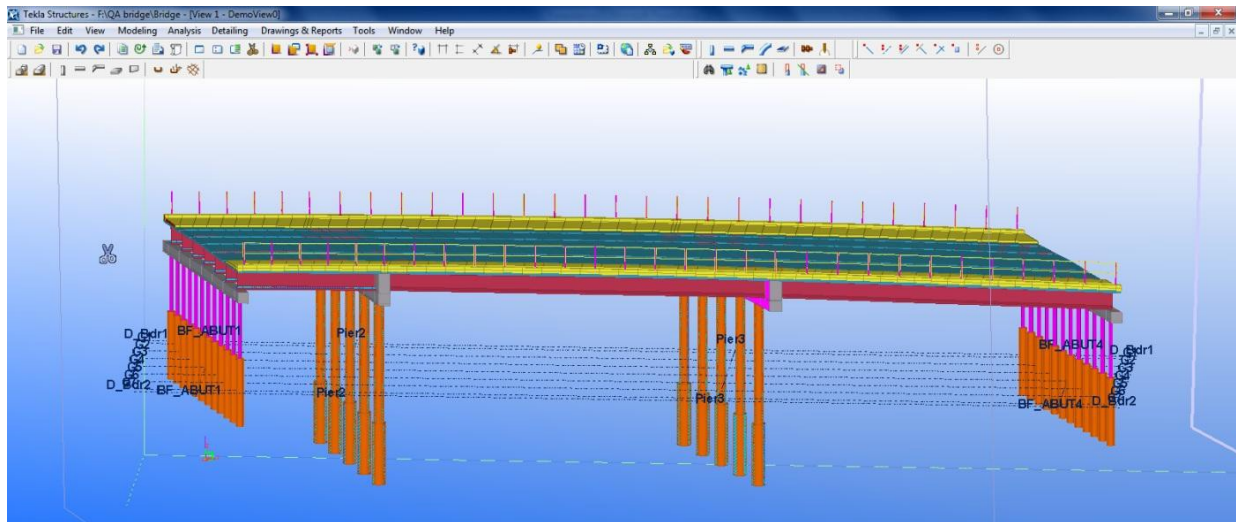 Tekla Structures - F:\QA bridge\Bridge - [View 1 - DemoView0]
File Edit View Modeling Analysis Detailing Drawings & Reports Tools Window Help
D_Bdr1 BF_ABUT1 Pier2 Pier3 BF_ABUT4 D_Bdr1
D_Bdr2 BF_ABUT1 Pier2 Pier3 BF_ABUT4 D_Bdr2